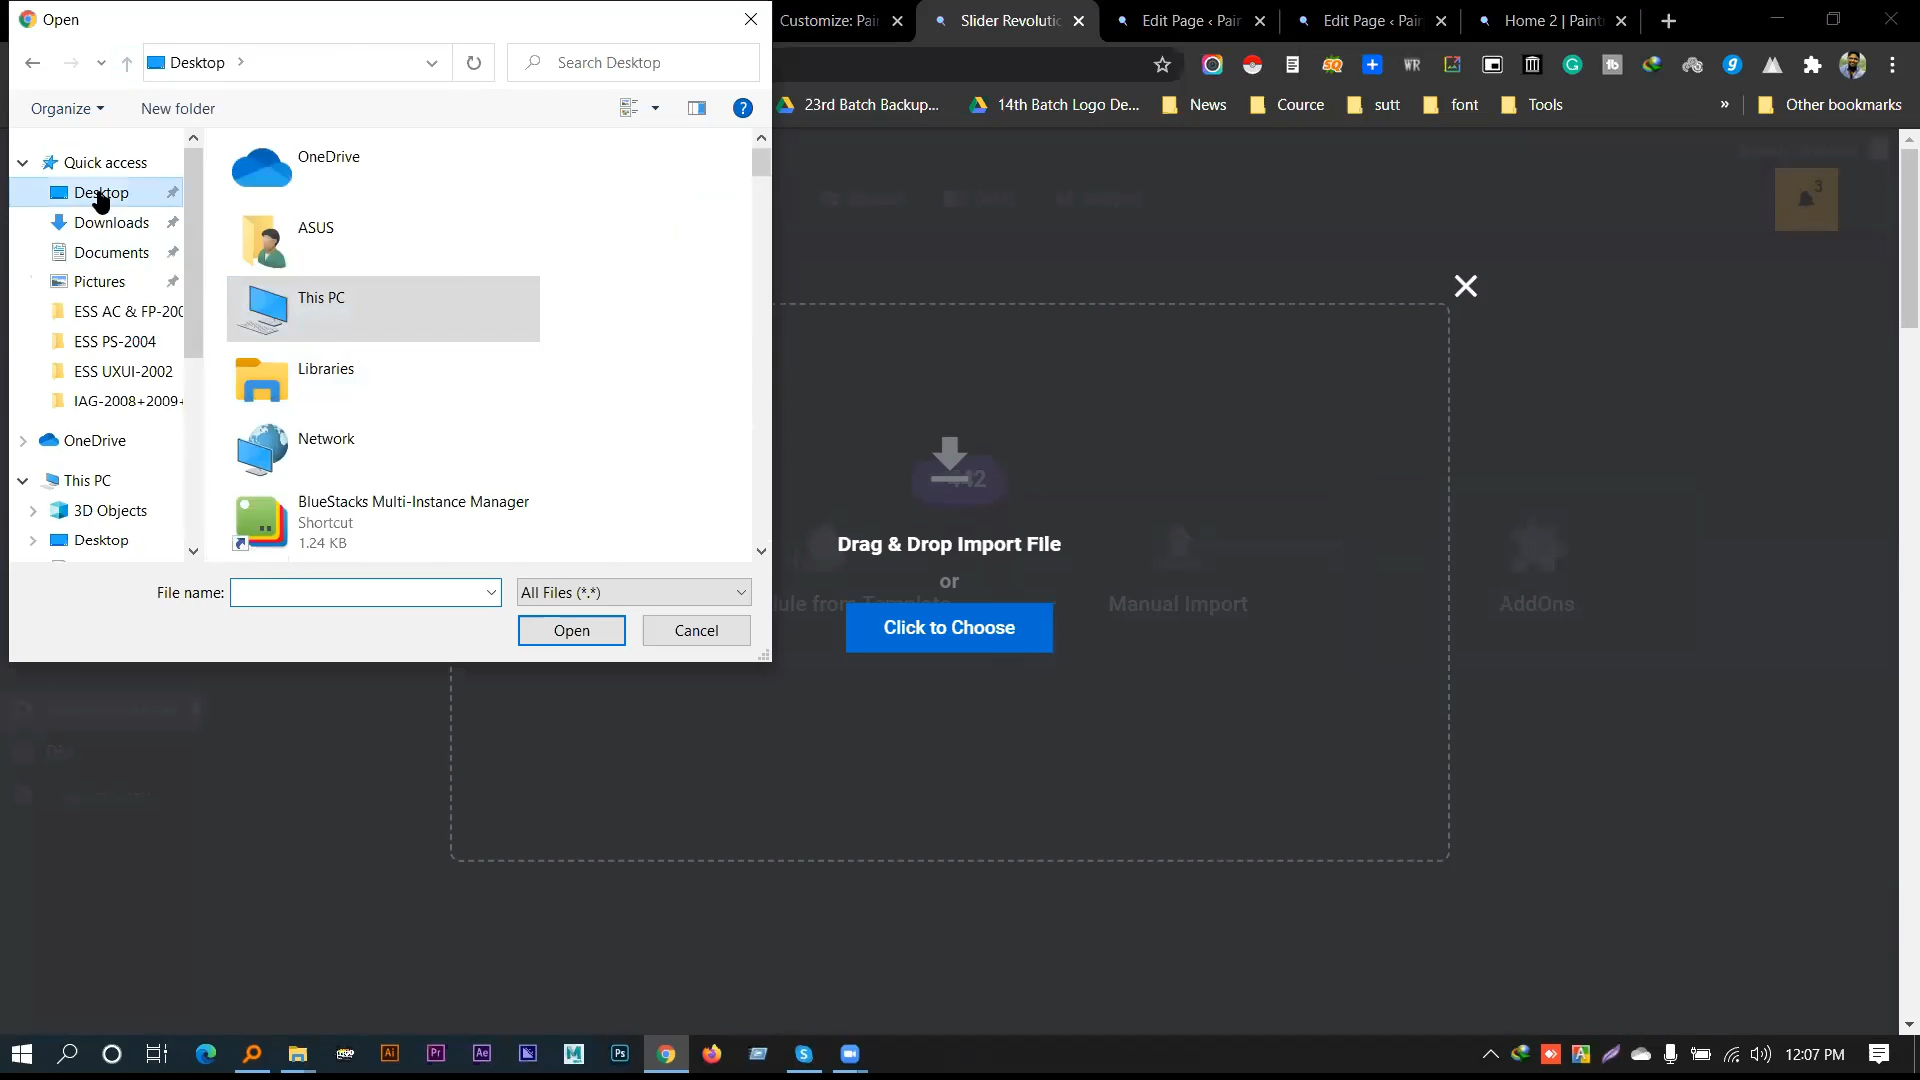 Open
Customize: Pai
Slider Revolutio
Edit Page ‹ Pain
Edit Page ‹ Pain
Home 2 | Paint
Desktop
Search Desktop
Organize
New folder
23rd Batch Backup...
14th Batch Logo De...
News
Cource
sutt
font
Tools
»
Other bookmarks
Quick access
Desktop
Downloads
Documents
Pictures
ESS AC & FP-200
ESS PS-2004
ESS UXUI-2002
IAG-2008+2009+
OneDrive
This PC
3D Objects
Desktop
OneDrive
ASUS
This PC
Libraries
Network
BlueStacks Multi-Instance Manager
Shortcut
1.24 KB
File name:
All Files (*.*)
Open
Cancel
3
Drag & Drop Import File
or
Click to Choose
Manual Import
AddOns
12:07 PM